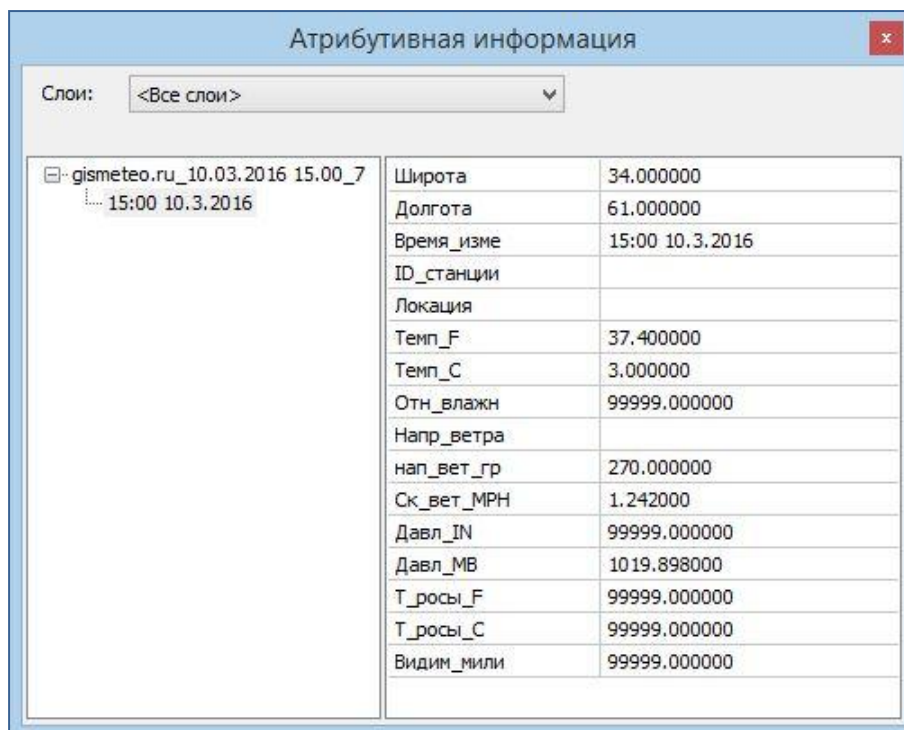 Атрибутивная информация
x
Слои: <Все слои>
gismeteo.ru_10.03.2016 15.00_7
15:00 10.3.2016
Широта 34.000000
Долгота 61.000000
Время_изме 15:00 10.3.2016
ID_станции
Локация
Темп_F 37.400000
Темп_C 3.000000
Отн_влажн 99999.000000
Напр_ветра
нап_вет_гр 270.000000
Ск_вет_MPH 1.242000
Давл_IN 99999.000000
Давл_MB 1019.898000
Т_росы_F 99999.000000
Т_росы_C 99999.000000
Видим_мили 99999.000000